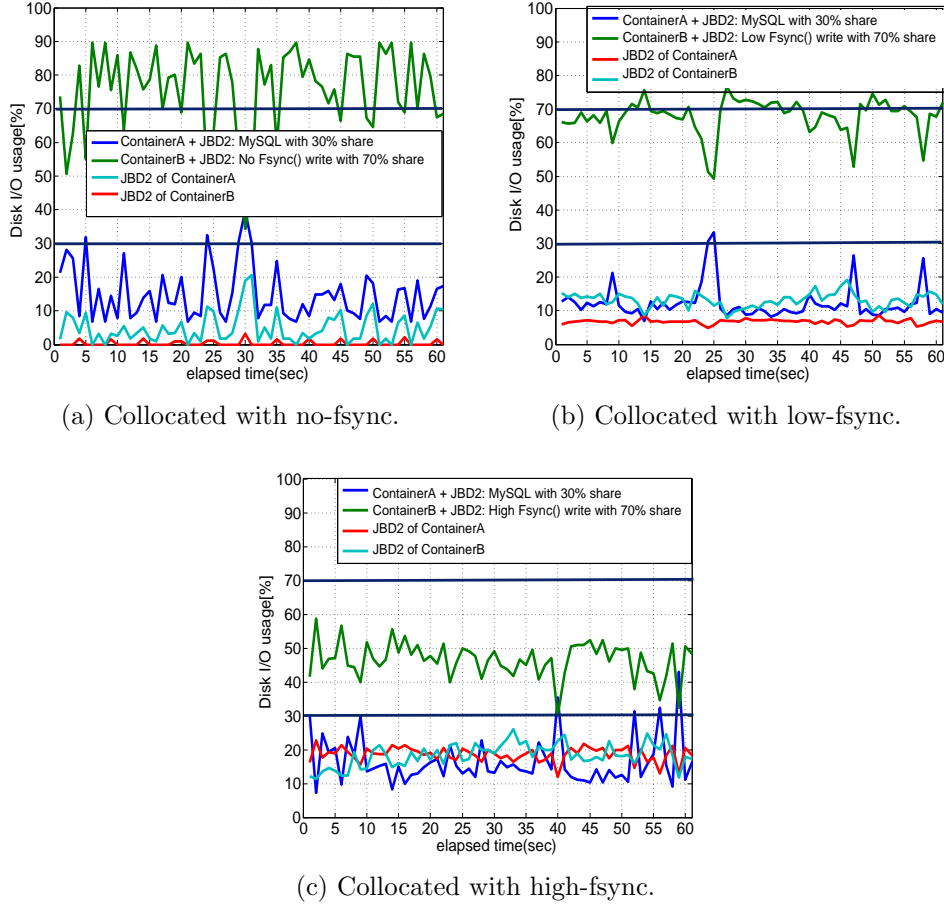 100
90
80
70
60
50
40
30
20
10
0
Disk I/O usage[%]
ContainerA + JBD2: MySQL with 30% share
ContainerB + JBD2: No Fsync() write with 70% share
JBD2 of ContainerA
JBD2 of ContainerB
0 5 10 15 20 25 30 35 40 45 50 55 60
elapsed time(sec)
(a) Collocated with no-fsync.
100
90
80
70
60
50
40
30
20
10
0
Disk I/O usage[%]
ContainerA + JBD2: MySQL with 30% share
ContainerB + JBD2: Low Fsync() write with 70% share
JBD2 of ContainerA
JBD2 of ContainerB
0 5 10 15 20 25 30 35 40 45 50 55 60
elapsed time(sec)
(b) Collocated with low-fsync.
100
90
80
70
60
50
40
30
20
10
0
Disk I/O usage[%]
ContainerA + JBD2: MySQL with 30% share
ContainerB + JBD2: High Fsync() write with 70% share
JBD2 of ContainerA
JBD2 of ContainerB
0 5 10 15 20 23 30 35 40 45 50 55 60
elapsed time(sec)
(c) Collocated with high-fsync.